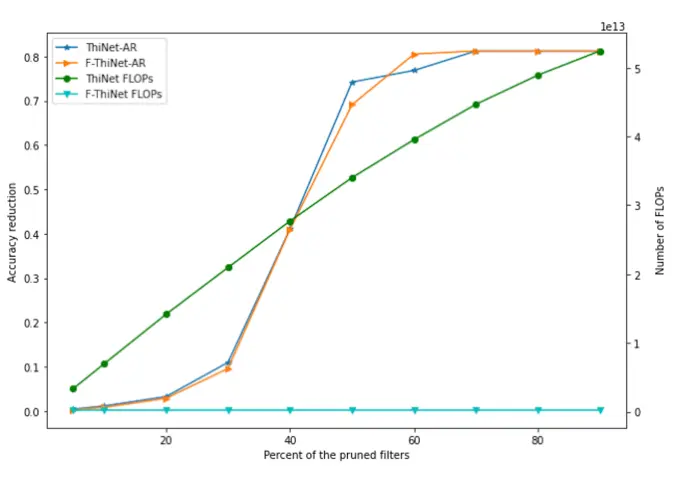 1e13
ThiNet-AR
F-ThiNet-AR
ThiNet FLOPs
F-ThiNet FLOPs
0.8
0.7
0.6
0.5
0.4
0.3
0.2
0.1
0.0
Accuracy reduction
5
4
3
2
1
0
Number of FLOPs
20 40 60 80
Percent of the pruned filters